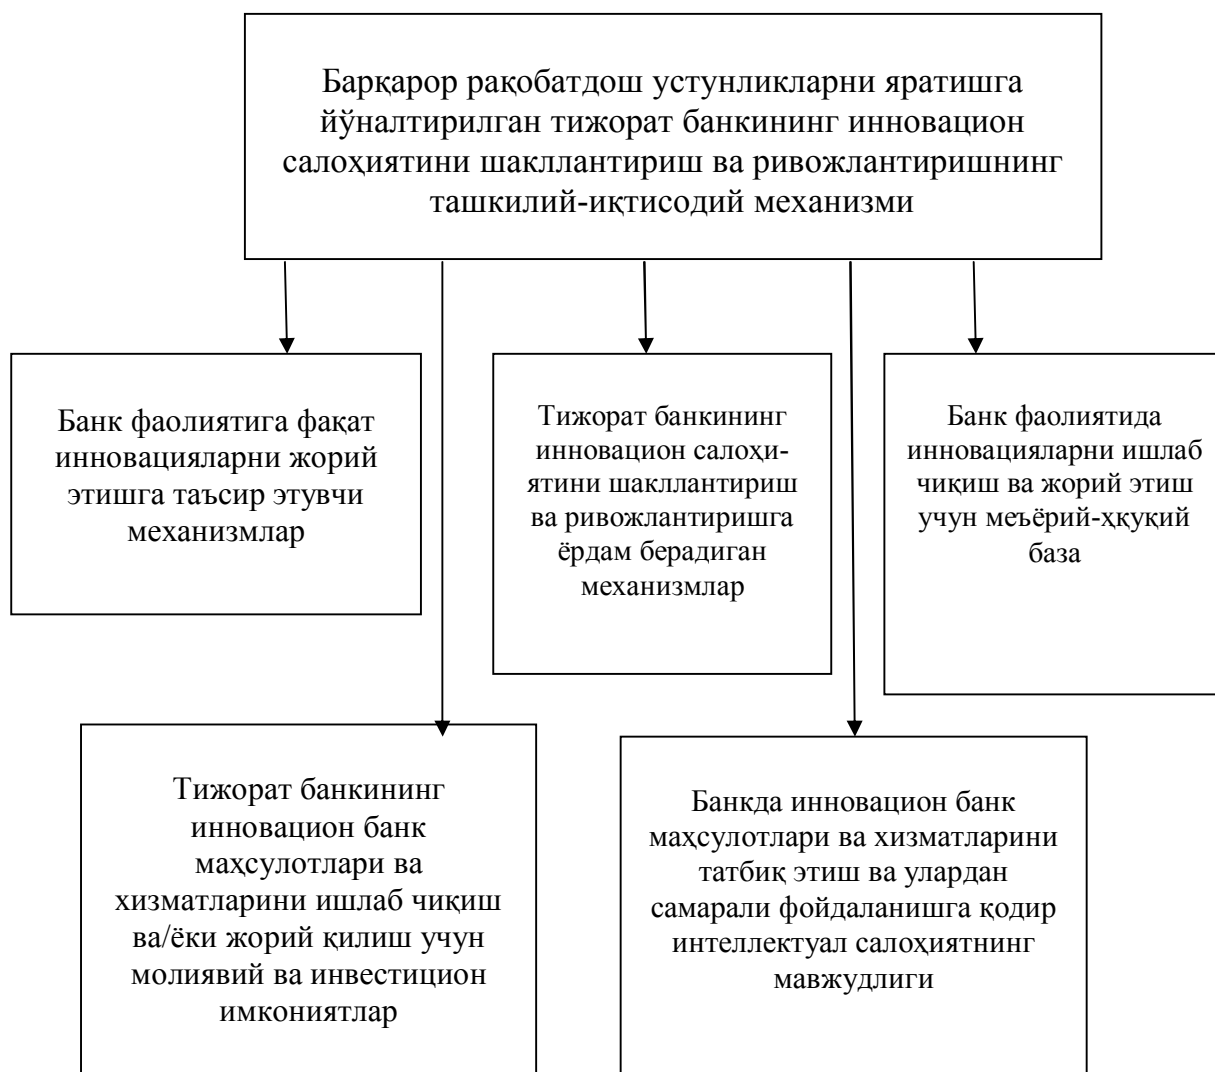 Барқарор рақобатдош устунликларни яратишга
йўналтирилган тижорат банкининг инновацион
салоҳиятини шакллантириш ва ривожлантиришнинг
ташкилий-иқтисодий механизми
Банк фаолиятига фақат
инновацияларни жорий
этишга таъсир этувчи
механизмлар
Тижорат банкининг
инновацион салоҳи-
ятини шакллантириш
ва ривожлантиришга
ёрдам берадиган
механизмлар
Банк фаолиятида
инновацияларни ишлаб
чиқиш ва жорий этиш
учун меъёрий-ҳқуқий
база
Тижорат банкининг
инновацион банк
маҳсулотлари ва
хизматларини ишлаб чиқиш
ва/ёки жорий қилиш учун
молиявий ва инвестицион
имкониятлар
Банкда инновацион банк
маҳсулотлари ва хизматларини
татбиқ этиш ва улардан
самарали фойдаланишга қодир
интеллектуал салоҳиятнинг
мавжудлиги